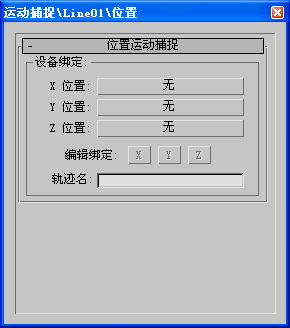 运动捕捉\Line01\位置
- 位置运动捕捉
设备绑定:
X 位置: 无
Y 位置: 无
Z 位置: 无
编辑绑定: X Y Z
轨迹名: